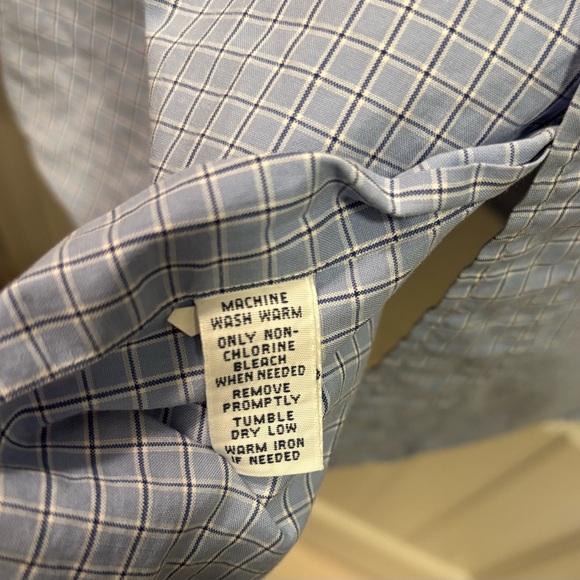 MACHINE
WASH WARM
ONLY NON-
CHLORINE
BLEACH
WHEN NEEDED
REMOVE
PROMPTLY
TUMBLE
DRY LOW
WARM IRON
IF NEEDED